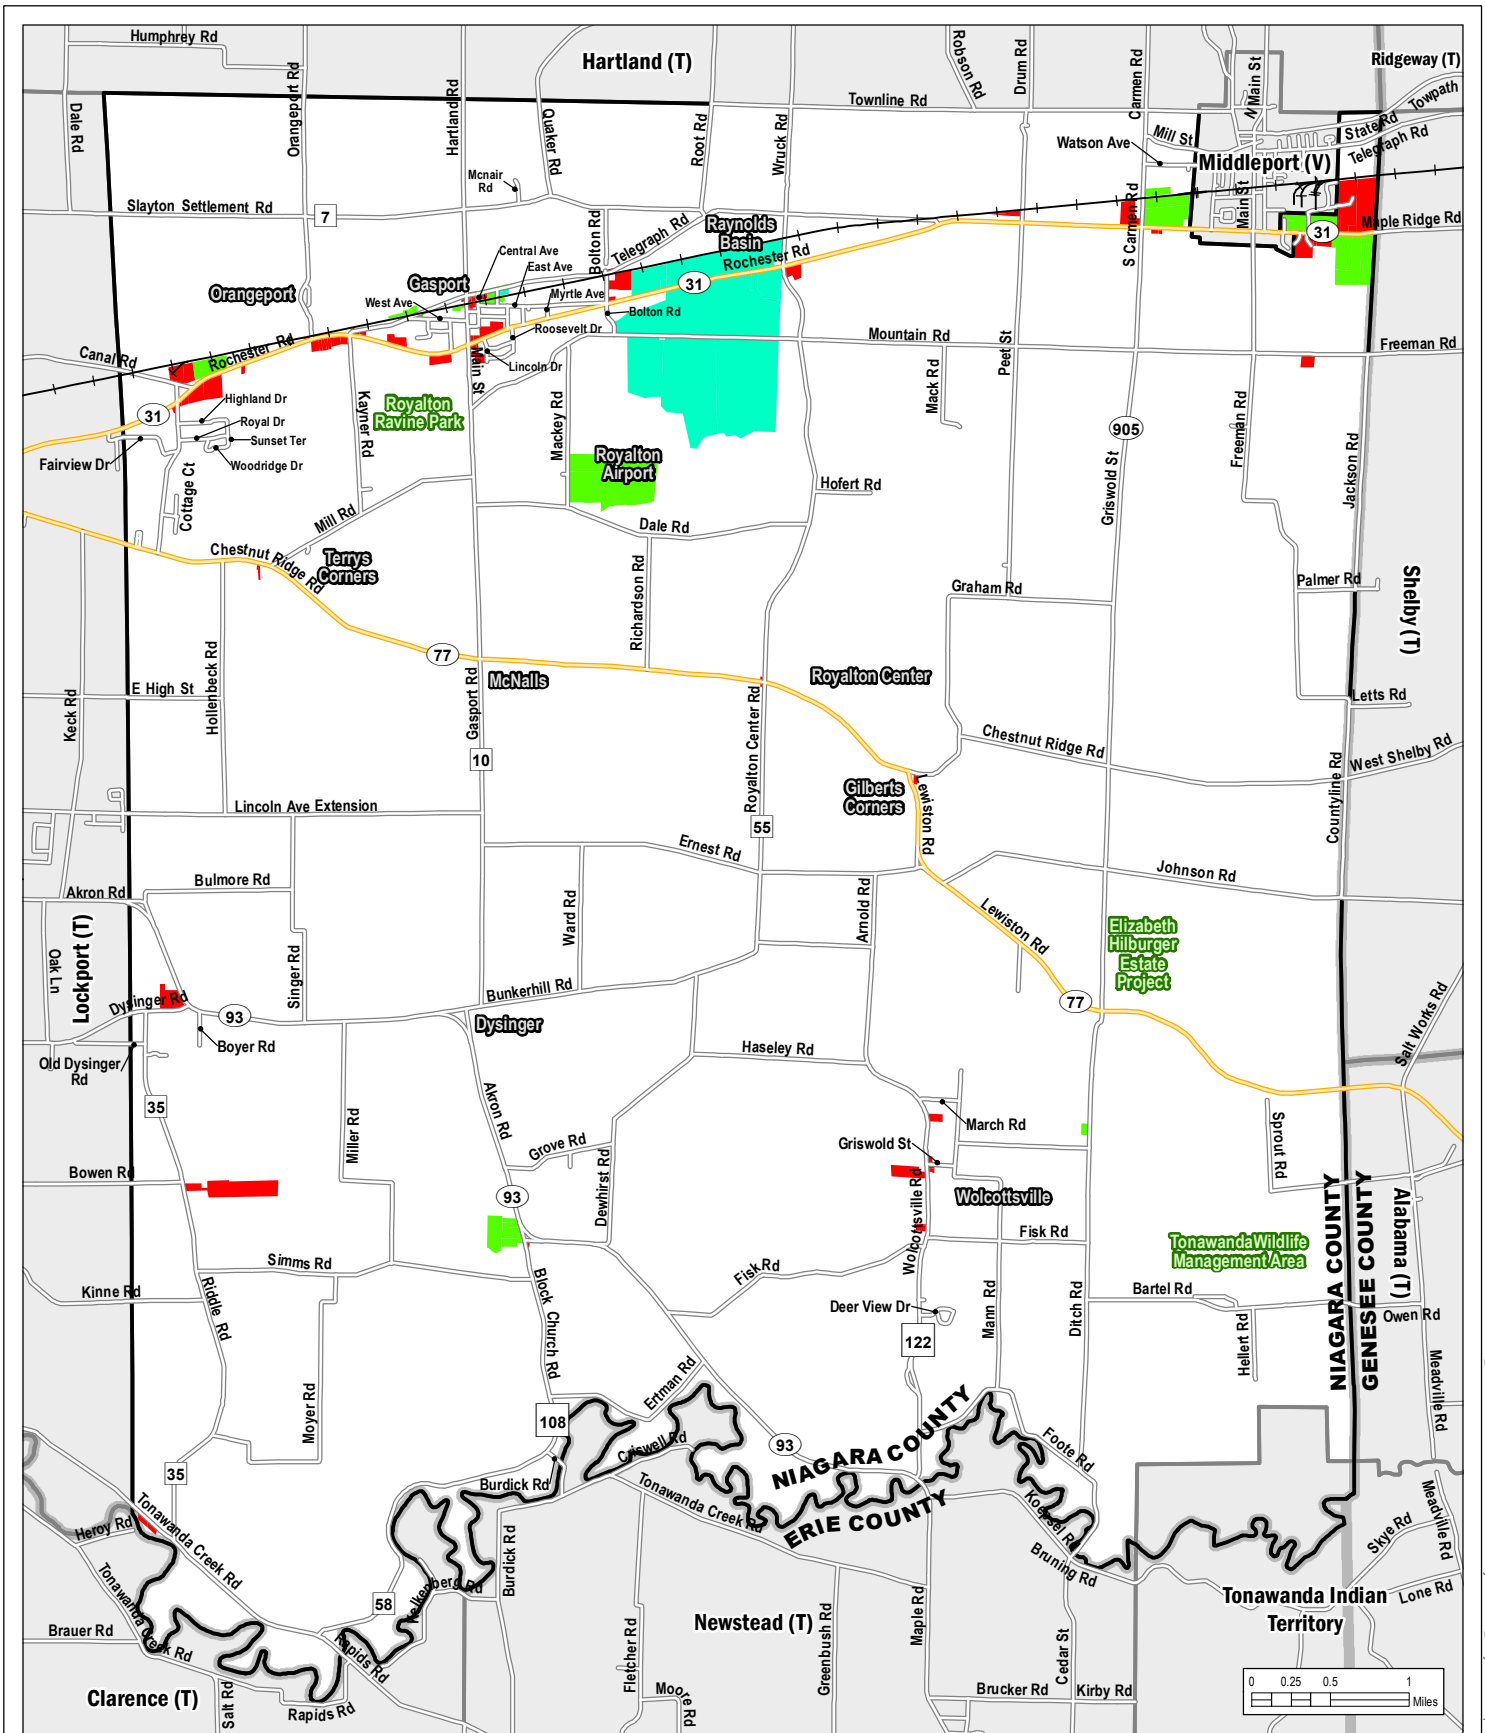 Humphrey Rd
Hartland (T)
Ridgeway (T)
Dale Rd
Orangeport Rd
Hartland Rd
Quaker Rd
Root Rd
Wruck Rd
Townline Rd
Robson Rd
Drum Rd
Carmen Rd
N Main St
Towpath
State Rd
Telegraph Rd
Mill St
Watson Ave
Middleport (V)
Mcnair
Rd
Slayton Settlement Rd
7
Bolton Rd
Telegraph Rd
Raynolds
Basin
Rochester Rd
S Carmen Rd
Main St
Maple Ridge Rd
31
Central Ave
East Ave
Gasport
Orangeport
West Ave
Myrtle Ave
31
Bolton Rd
Roosevelt Dr
Mountain Rd
Peet St
Freeman Rd
Canal Rd
Rochester Rd
Main St
Lincoln Dr
Mack Rd
Highland Dr
31
Royal Dr
Sunset Ter
Woodridge Dr
Fairview Dr
Kayner Rd
Royalton
Ravine Park
Mackey Rd
Royalton
Airport
905
Freeman Rd
Jackson Rd
Cottage Ct
Hofert Rd
Griswold St
Mill Rd
Dale Rd
Chestnut Ridge Rd
Terrys
Corners
Richardson Rd
Graham Rd
Palmer Rd
Shelby (T)
77
McNalls
Royalton Center
E High St
Hollenbeck Rd
Keck Rd
Gasport Rd
Royalton Center Rd
Letts Rd
Chestnut Ridge Rd
West Shelby Rd
10
Gilberts
Corners
Lewiston Rd
Countyline Rd
Lincoln Ave Extension
55
Ernest Rd
Johnson Rd
Bulmore Rd
Akron Rd
Lockport (T)
Oak Ln
Singer Rd
Ward Rd
Arnold Rd
Lewiston Rd
Elizabeth
Hilburger
Estate
Project
Dysinger Rd
93
Bunkerhill Rd
Dysinger
77
Salt Works Rd
Boyer Rd
Old Dysinger
Rd
Haseley Rd
35
Miller Rd
Akron Rd
March Rd
Griswold St
Sprout Rd
Grove Rd
Dewhirst Rd
Bowen Rd
93
Wolcottsville Rd
Wolcottsville
Fisk Rd
Tonawanda Wildlife
Management Area
NIAGARA COUNTY
GENESEE COUNTY
Alabama (T)
Simms Rd
Kinne Rd
Riddle Rd
Block Church Rd
Fisk Rd
Deer View Dr
122
Mann Rd
Ditch Rd
Bartel Rd
Hellert Rd
Owen Rd
Meadville Rd
Moyer Rd
Ertman Rd
108
Criswell Rd
93
NIAGARA COUNTY
ERIE COUNTY
Foote Rd
35
Burdick Rd
Tonawanda Creek Rd
Koepsel Rd
Bruning Rd
Meadville Rd
Skye Rd
Heroy Rd
Tonawanda Creek Rd
Burdick Rd
Tonawanda Creek Rd
58
Kelkenberg Rd
Lone Rd
Tonawanda Indian
Territory
Newstead (T)
Brauer Rd
Rapids Rd
Fletcher Rd
Greenbush Rd
Maple Rd
Cedar St
Clarence (T)
Salt Rd
Rapids Rd
Moore Rd
Brucker Rd
Kirby Rd
0 0.25 0.5 1
Miles